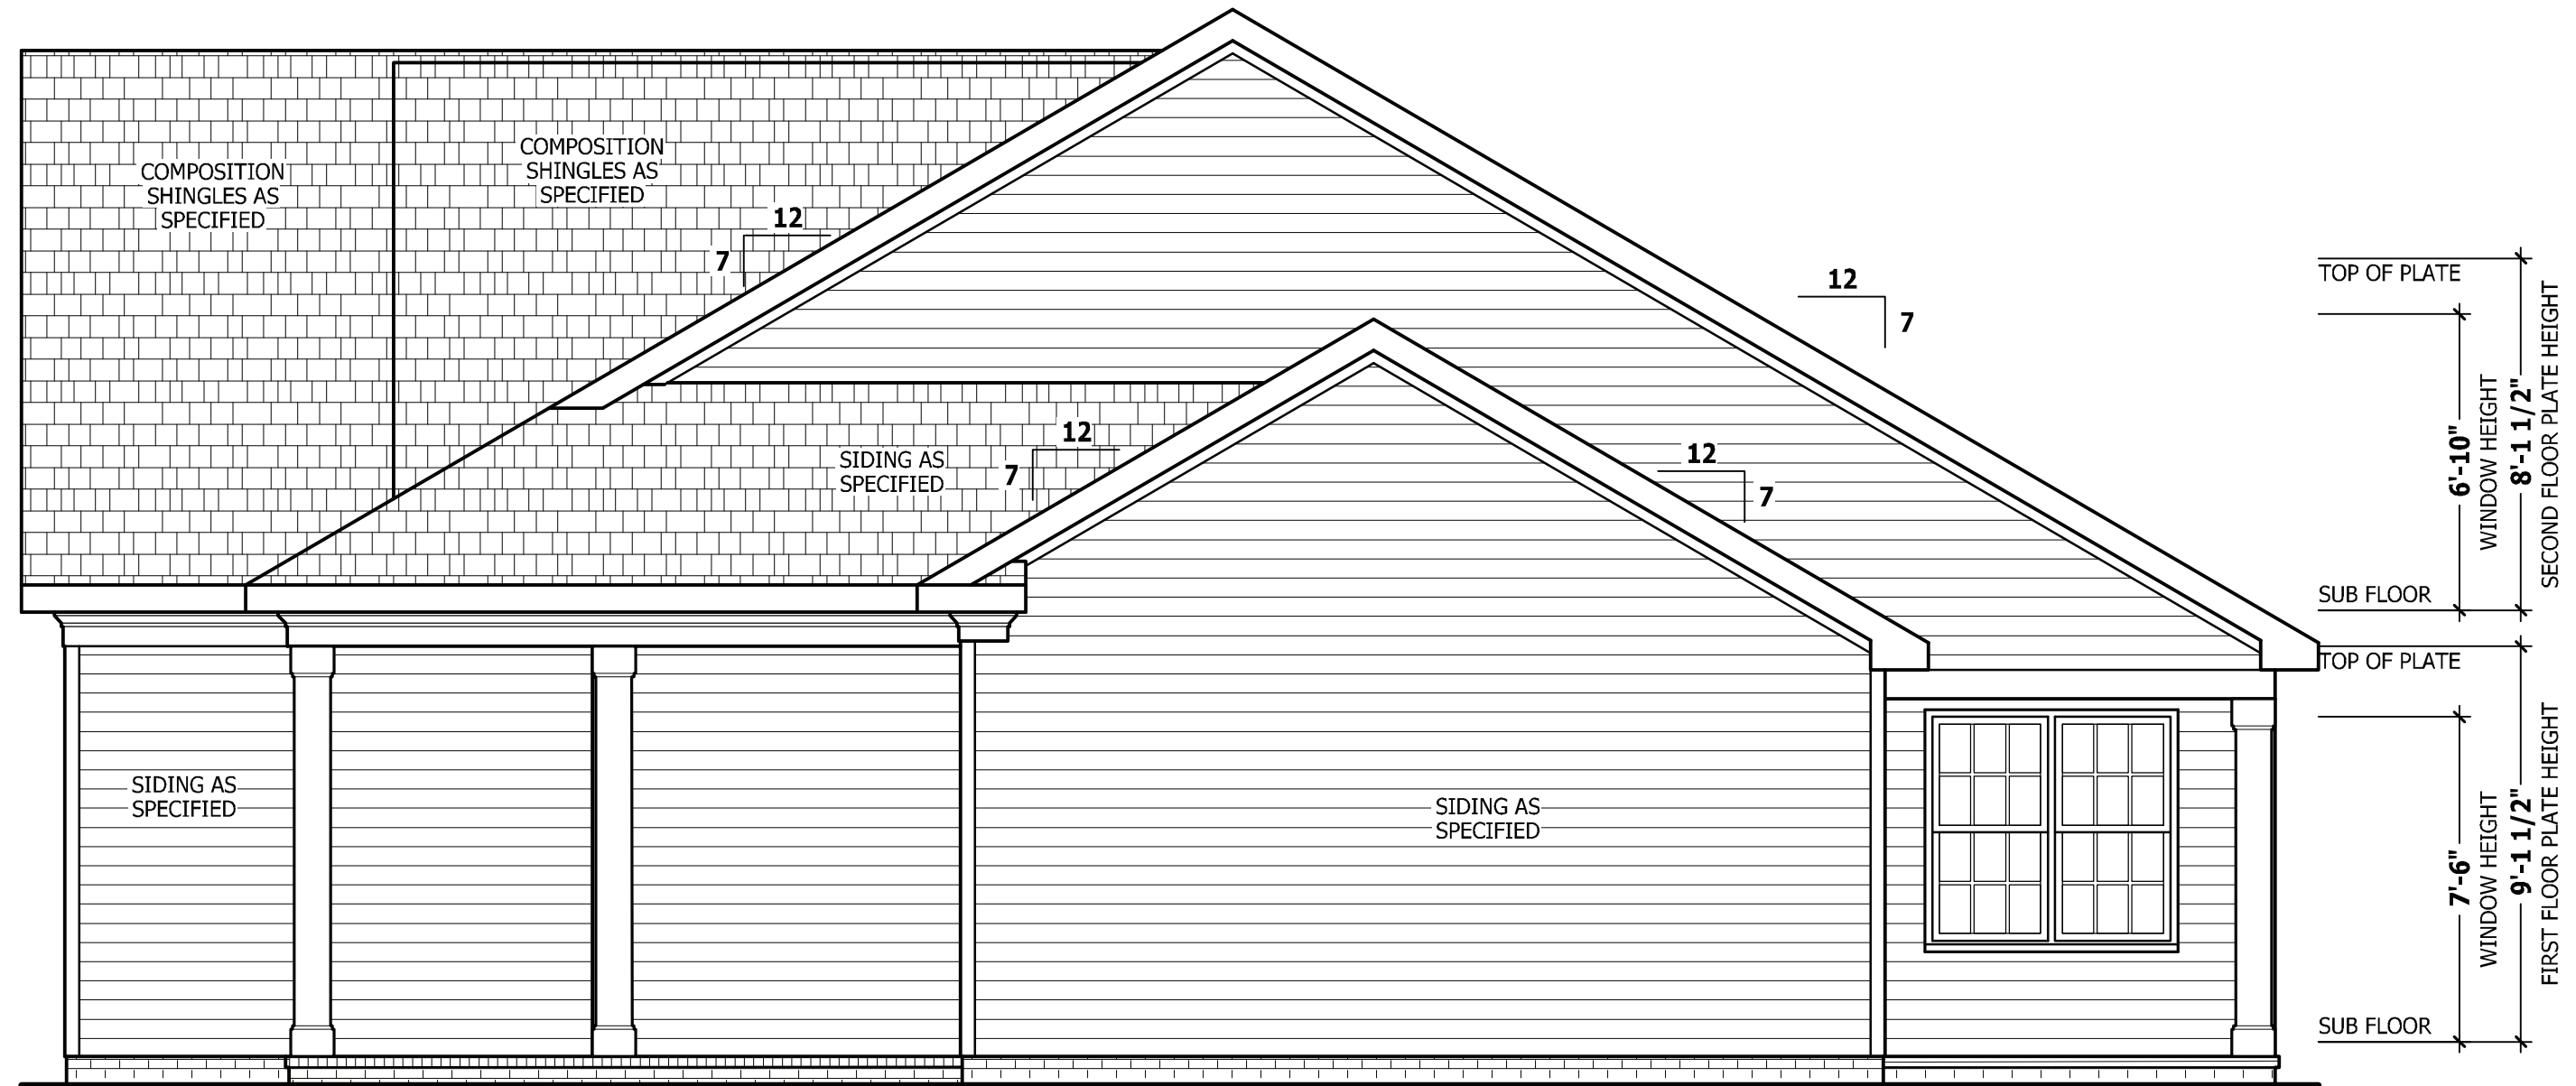 COMPOSITION
SHINGLES AS
SPECIFIED
COMPOSITION
SHINGLES AS
SPECIFIED
12
7
12
7
SIDING AS
SPECIFIED
12
7
12
7
SIDING AS
SPECIFIED
SIDING AS
SPECIFIED
TOP OF PLATE
6'-10"
WINDOW HEIGHT
8'-1 1/2"
SECOND FLOOR PLATE HEIGHT
SUB FLOOR
TOP OF PLATE
7'-6"
WINDOW HEIGHT
9'-1 1/2"
FIRST FLOOR PLATE HEIGHT
SUB FLOOR